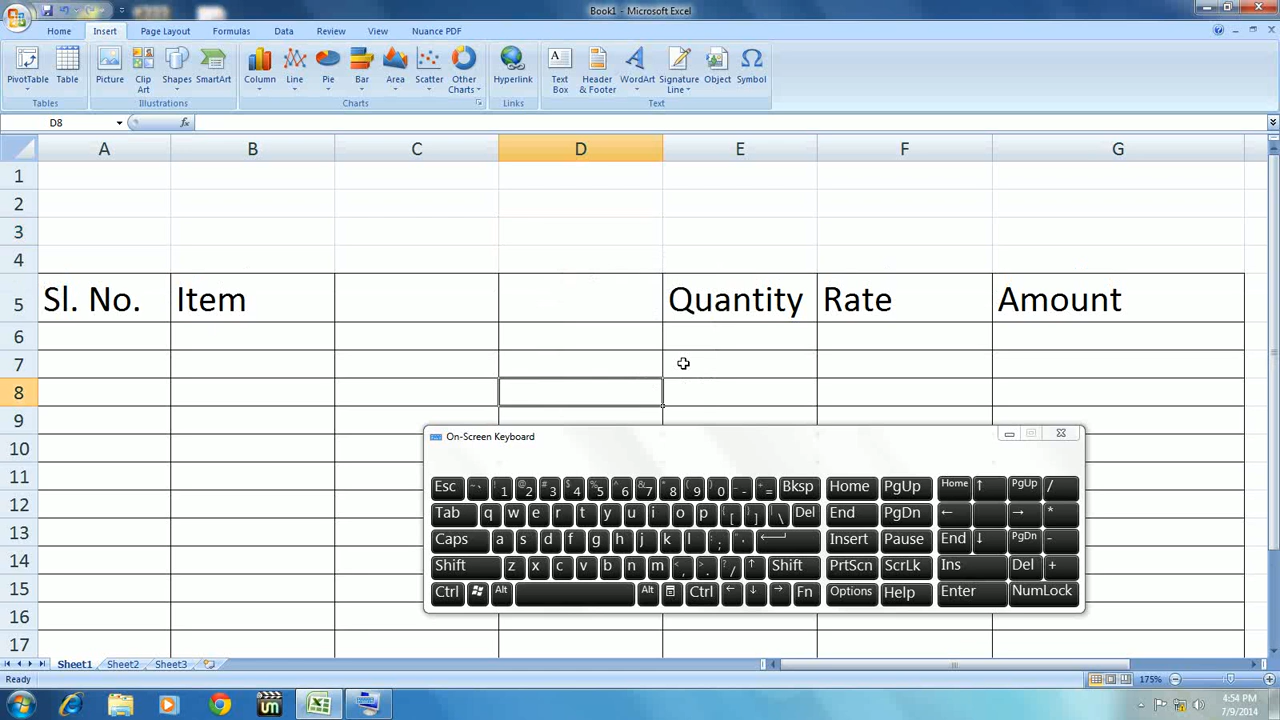 Book1 - Microsoft Excel
Home Insert Page Layout Formulas Data Review View Nuance PDF
PivotTable Table Picture Clip Art Shapes SmartArt Column Line Pie Bar Area Scatter Other Charts Hyperlink Text Box Header & Footer WordArt Signature Line Object Symbol
Tables Illustrations Charts Links Text
D8 fx
A B C D E F G
1
2
3
4
5 Sl. No. Item Quantity Rate Amount
6
7
8
9
10
11
12
13
14
15
16
17
On-Screen Keyboard
Esc ~ ` ! 1 @ 2 # 3 $ 4 % 5 ^ 6 & 7 * 8 ( 9 ) 0 _ - + = Bksp Home PgUp Home ↑ PgUp /
Tab q w e r t y u i o p { [ } ] | \ Del End PgDn ← → *
Caps a s d f g h j k l : ; " ' Insert Pause End ↓ PgDn -
Shift z x c v b n m < , > . ? / ↑ Shift PrtScn ScrLk Ins Del +
Ctrl Alt Alt Ctrl ← ↓ → Fn Options Help Enter NumLock
Sheet1 Sheet2 Sheet3
Ready 175%
um
4:54 PM
7/9/2014